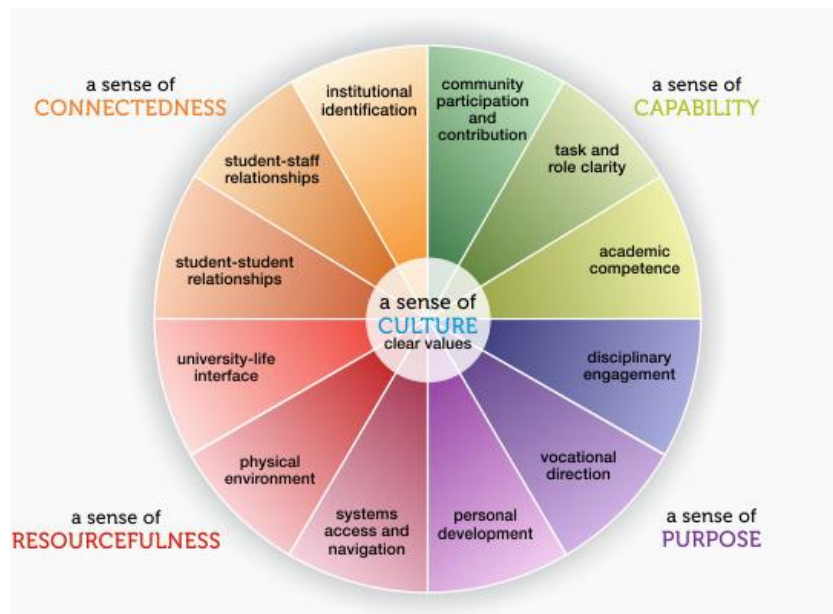 a sense of
CONNECTEDNESS
institutional
identification
student-staff
relationships
student-student
relationships
community
participation
and
contribution
task and
role clarity
academic
competence
a sense of
CAPABILITY
a sense of
CULTURE
clear values
university-life
interface
physical
environment
systems
access and
navigation
a sense of
RESOURCEFULNESS
disciplinary
engagement
vocational
direction
personal
development
a sense of
PURPOSE